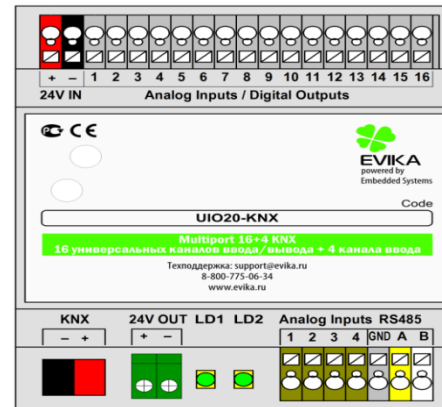 + – 1 2 3 4 5 6 7 8 9 10 11 12 13 14 15 16
24V IN Analog Inputs / Digital Outputs
РС CE
EVIKA
powered by
Embedded Systems
Code
UIO20-KNX
Multiport 16+4 KNX
16 универсальных каналов ввода/вывода + 4 канала ввода
Техподдержка: support@evika.ru
8-800-775-06-34
www.evika.ru
KNX 24V OUT LD1 LD2 Analog Inputs RS485
– + + – 1 2 3 4 GND A B